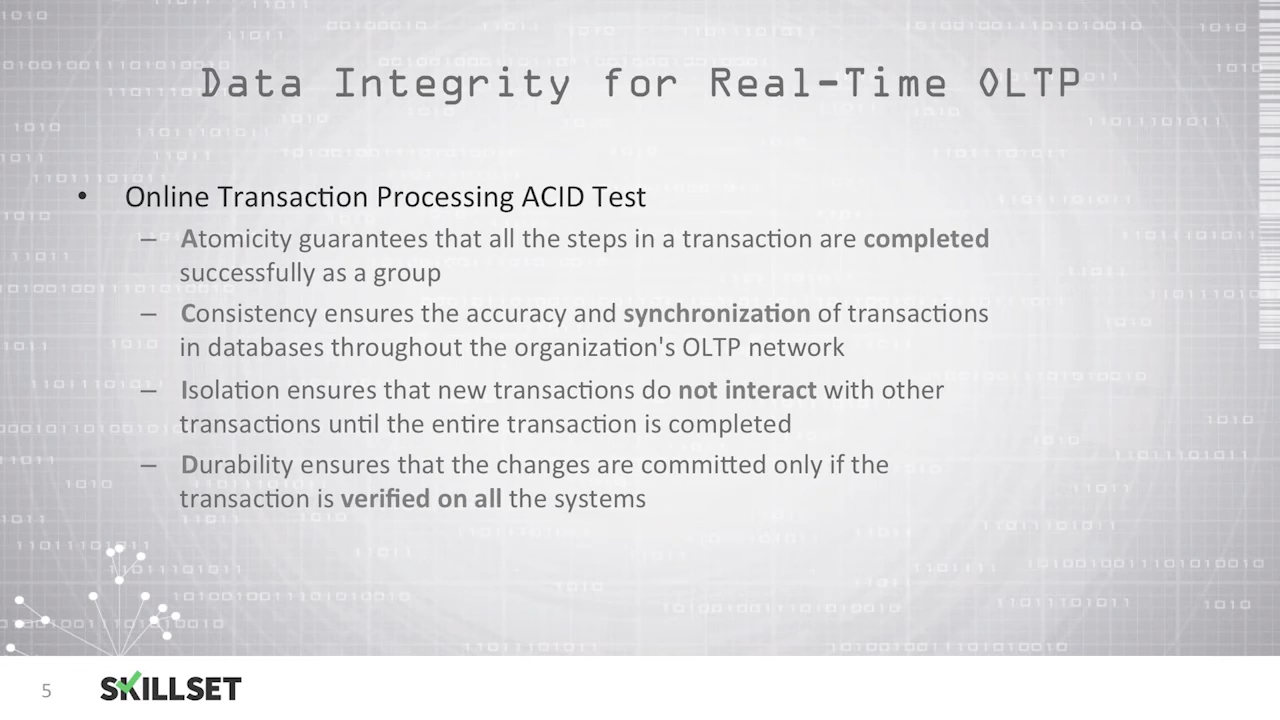 Data Integrity for Real-Time OLTP
• Online Transaction Processing ACID Test
– Atomicity guarantees that all the steps in a transaction are completed
successfully as a group
– Consistency ensures the accuracy and synchronization of transactions
in databases throughout the organization's OLTP network
– Isolation ensures that new transactions do not interact with other
transactions until the entire transaction is completed
– Durability ensures that the changes are committed only if the
transaction is verified on all the systems
5
SKILLSET